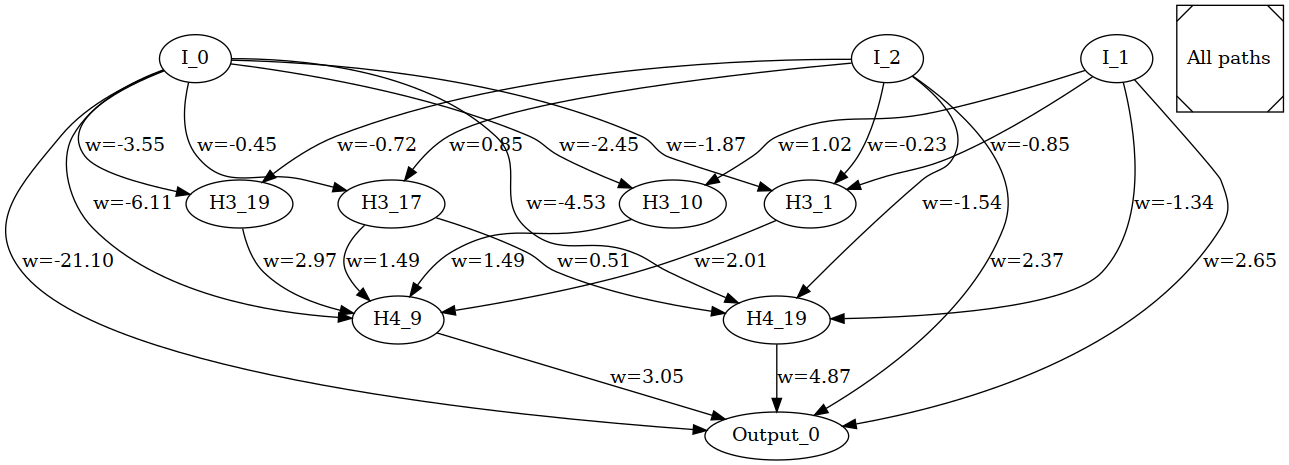 I_0
I_2
I_1
All paths
w=-3.55
w=-0.45
w=-0.72
w=0.85
w=-2.45
w=-1.87
w=1.02
w=-0.23
w=-0.85
w=-6.11
H3_19
H3_17
w=-4.53
H3_10
H3_1
w=-1.54
w=-1.34
w=-21.10
w=2.97
w=1.49
w=1.49
w=0.51
w=2.01
w=2.37
w=2.65
H4_9
H4_19
w=3.05
w=4.87
Output_0